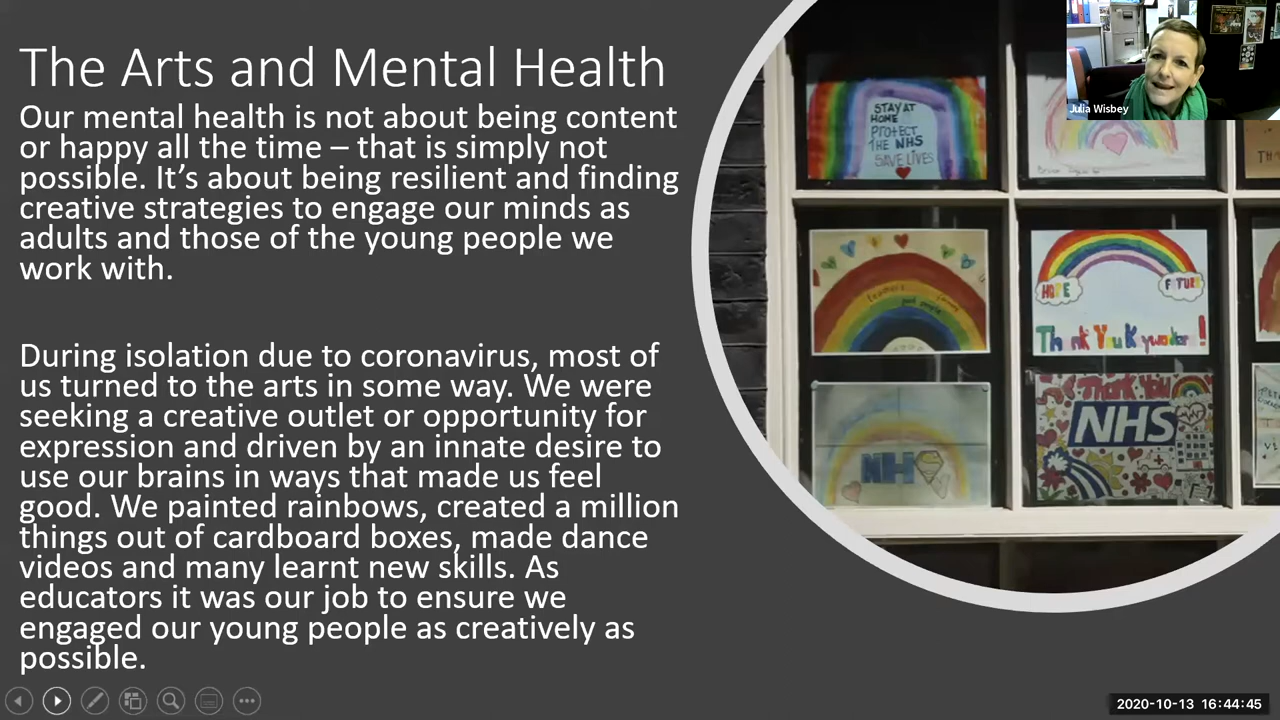 The Arts and Mental Health
Our mental health is not about being content
or happy all the time – that is simply not
possible. It’s about being resilient and finding
creative strategies to engage our minds as
adults and those of the young people we
work with.
During isolation due to coronavirus, most of
us turned to the arts in some way. We were
seeking a creative outlet or opportunity for
expression and driven by an innate desire to
use our brains in ways that made us feel
good. We painted rainbows, created a million
things out of cardboard boxes, made dance
videos and many learnt new skills. As
educators it was our job to ensure we
engaged our young people as creatively as
possible.
Julia Wisbey
STAY AT
HOME
PROTECT
THE NHS
SAVE LIVES
HOPE
FUTURE
Thank You Keyworkers!
NHS
Thank You
NHS
2020-10-13 16:44:45